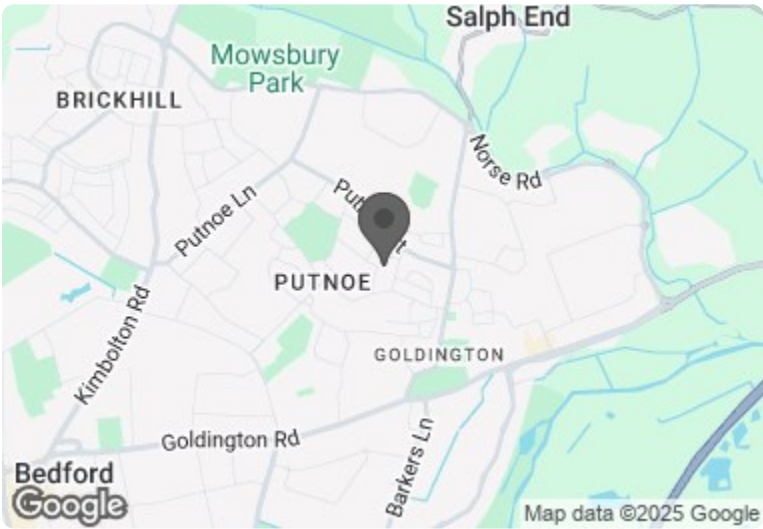 Salph End
Mowsbury
Park
BRICKHILL
Norse Rd
Putnoe Ln
PUTNOE
Kimbolton Rd
GOLDINGTON
Goldington Rd
Barkers Ln
Bedford
Google
Map data ©2025 Google